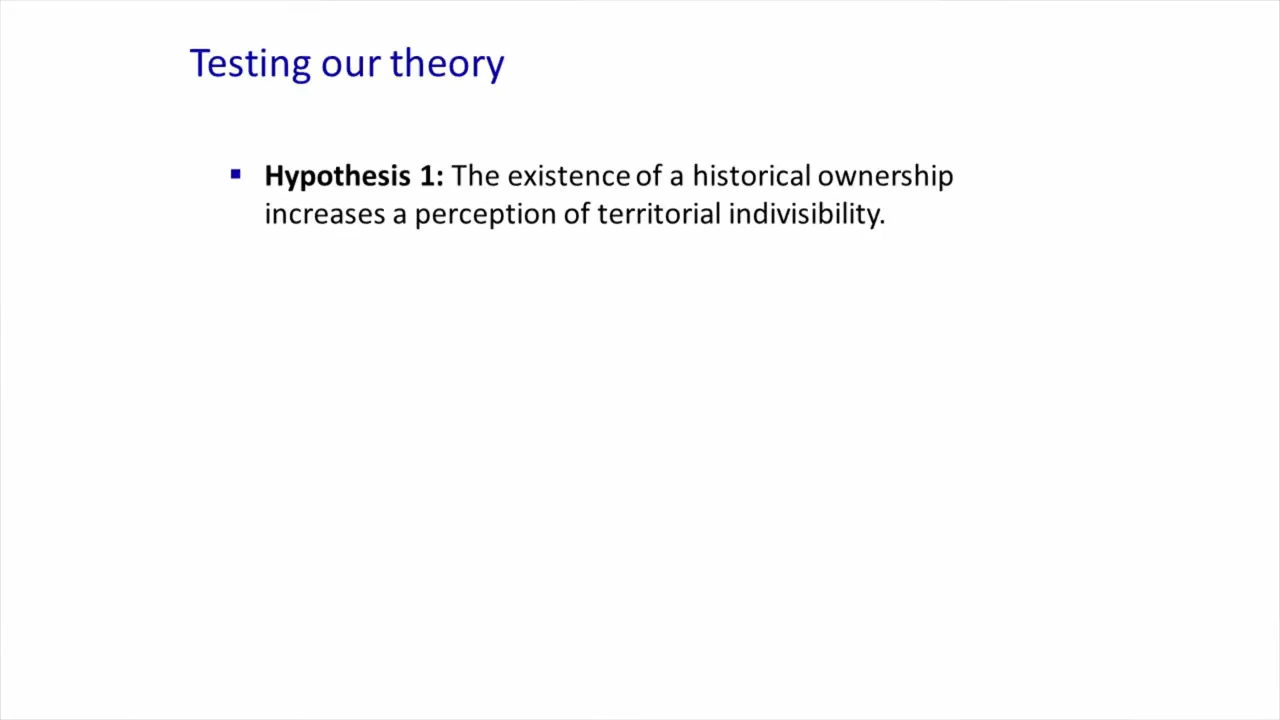 Testing our theory
▪ Hypothesis 1: The existence of a historical ownership
increases a perception of territorial indivisibility.